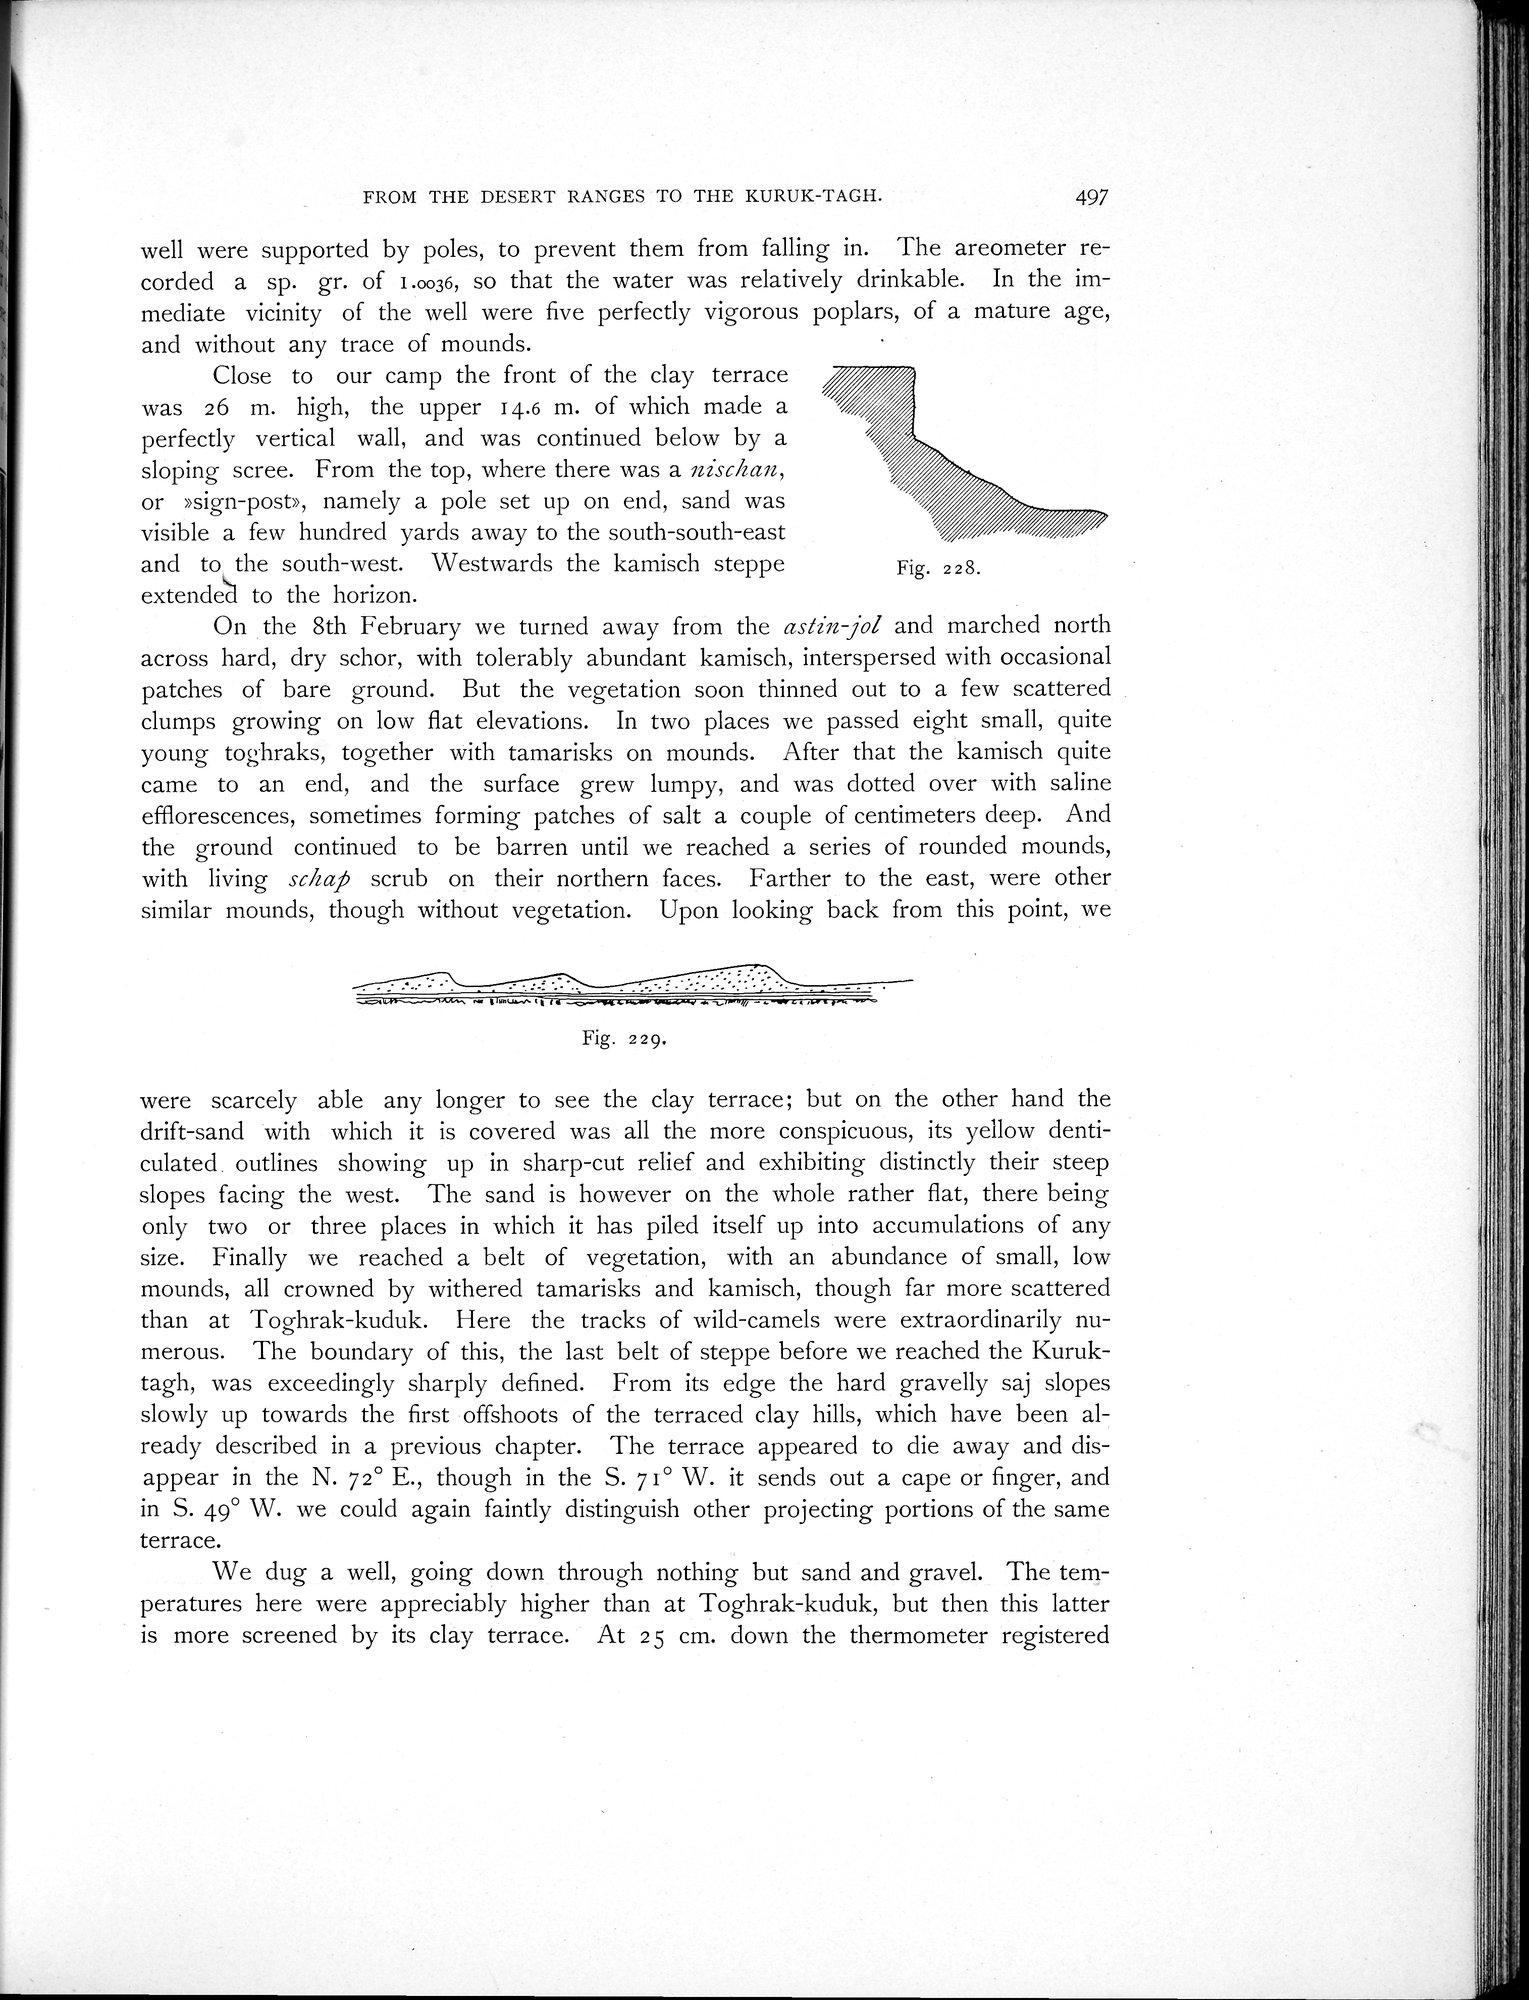 FROM THE DESERT RANGES TO THE KURUK-TAGH. 497
well were supported by poles, to prevent them from falling in. The areometer re-
corded a sp. gr. of 1.0036, so that the water was relatively drinkable. In the im-
mediate vicinity of the well were five perfectly vigorous poplars, of a mature age,
and without any trace of mounds.
Close to our camp the front of the clay terrace
was 26 m. high, the upper 14.6 m. of which made a
perfectly vertical wall, and was continued below by a
sloping scree. From the top, where there was a nischan,
or »sign-post», namely a pole set up on end, sand was
visible a few hundred yards away to the south-south-east
and to the south-west. Westwards the kamisch steppe
extended to the horizon.
Fig. 228.
On the 8th February we turned away from the astin-jol and marched north
across hard, dry schor, with tolerably abundant kamisch, interspersed with occasional
patches of bare ground. But the vegetation soon thinned out to a few scattered
clumps growing on low flat elevations. In two places we passed eight small, quite
young toghraks, together with tamarisks on mounds. After that the kamisch quite
came to an end, and the surface grew lumpy, and was dotted over with saline
efflorescences, sometimes forming patches of salt a couple of centimeters deep. And
the ground continued to be barren until we reached a series of rounded mounds,
with living schap scrub on their northern faces. Farther to the east, were other
similar mounds, though without vegetation. Upon looking back from this point, we
Fig. 229.
were scarcely able any longer to see the clay terrace; but on the other hand the
drift-sand with which it is covered was all the more conspicuous, its yellow denti-
culated outlines showing up in sharp-cut relief and exhibiting distinctly their steep
slopes facing the west. The sand is however on the whole rather flat, there being
only two or three places in which it has piled itself up into accumulations of any
size. Finally we reached a belt of vegetation, with an abundance of small, low
mounds, all crowned by withered tamarisks and kamisch, though far more scattered
than at Toghrak-kuduk. Here the tracks of wild-camels were extraordinarily nu-
merous. The boundary of this, the last belt of steppe before we reached the Kuruk-
tagh, was exceedingly sharply defined. From its edge the hard gravelly saj slopes
slowly up towards the first offshoots of the terraced clay hills, which have been al-
ready described in a previous chapter. The terrace appeared to die away and dis-
appear in the N. 72° E., though in the S. 71° W. it sends out a cape or finger, and
in S. 49° W. we could again faintly distinguish other projecting portions of the same
terrace.
We dug a well, going down through nothing but sand and gravel. The tem-
peratures here were appreciably higher than at Toghrak-kuduk, but then this latter
is more screened by its clay terrace. At 25 cm. down the thermometer registered